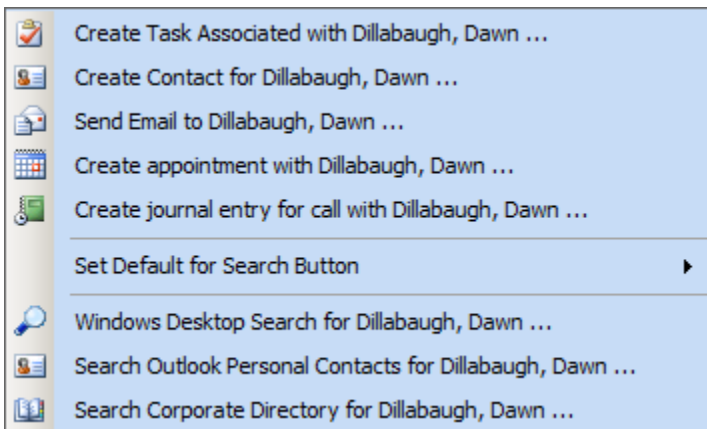 Create Task Associated with Dillabaugh, Dawn ...
Create Contact for Dillabaugh, Dawn ...
Send Email to Dillabaugh, Dawn ...
Create appointment with Dillabaugh, Dawn ...
Create journal entry for call with Dillabaugh, Dawn ...
Set Default for Search Button
Windows Desktop Search for Dillabaugh, Dawn ...
Search Outlook Personal Contacts for Dillabaugh, Dawn ...
Search Corporate Directory for Dillabaugh, Dawn ...